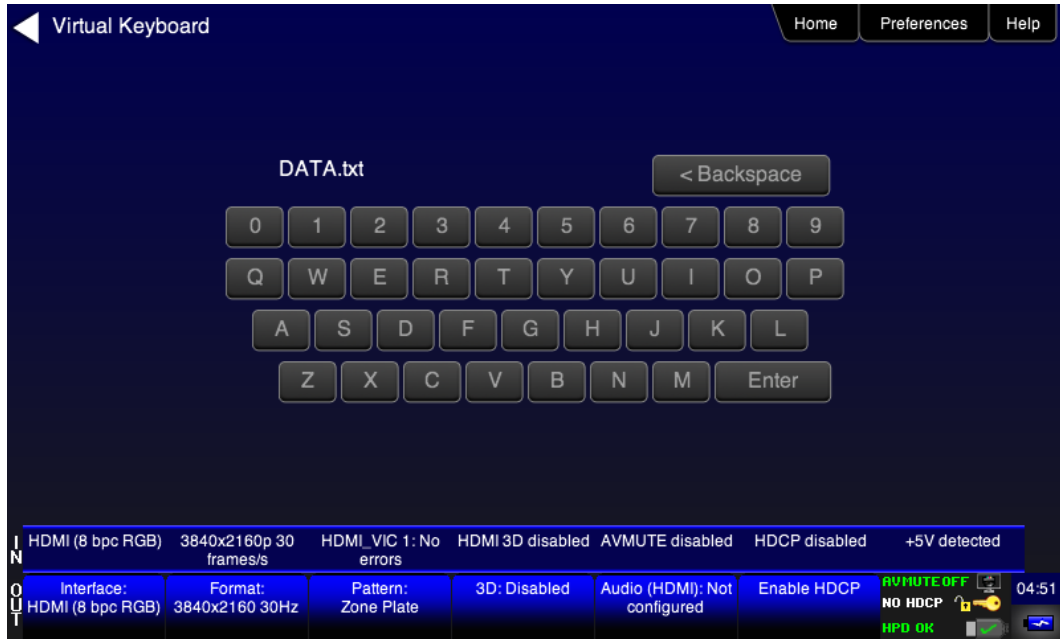 Virtual Keyboard
Home
Preferences
Help
DATA.txt
< Backspace
0 1 2 3 4 5 6 7 8 9
Q W E R T Y U I O P
A S D F G H J K L
Z X C V B N M Enter
IN
HDMI (8 bpc RGB)
3840x2160p 30
frames/s
HDMI_VIC 1: No
errors
HDMI 3D disabled
AVMUTE disabled
HDCP disabled
+5V detected
OUT
Interface:
HDMI (8 bpc RGB)
Format:
3840x2160 30Hz
Pattern:
Zone Plate
3D: Disabled
Audio (HDMI): Not
configured
Enable HDCP
AVMUTEOFF
NO HDCP
HPD OK
04:51